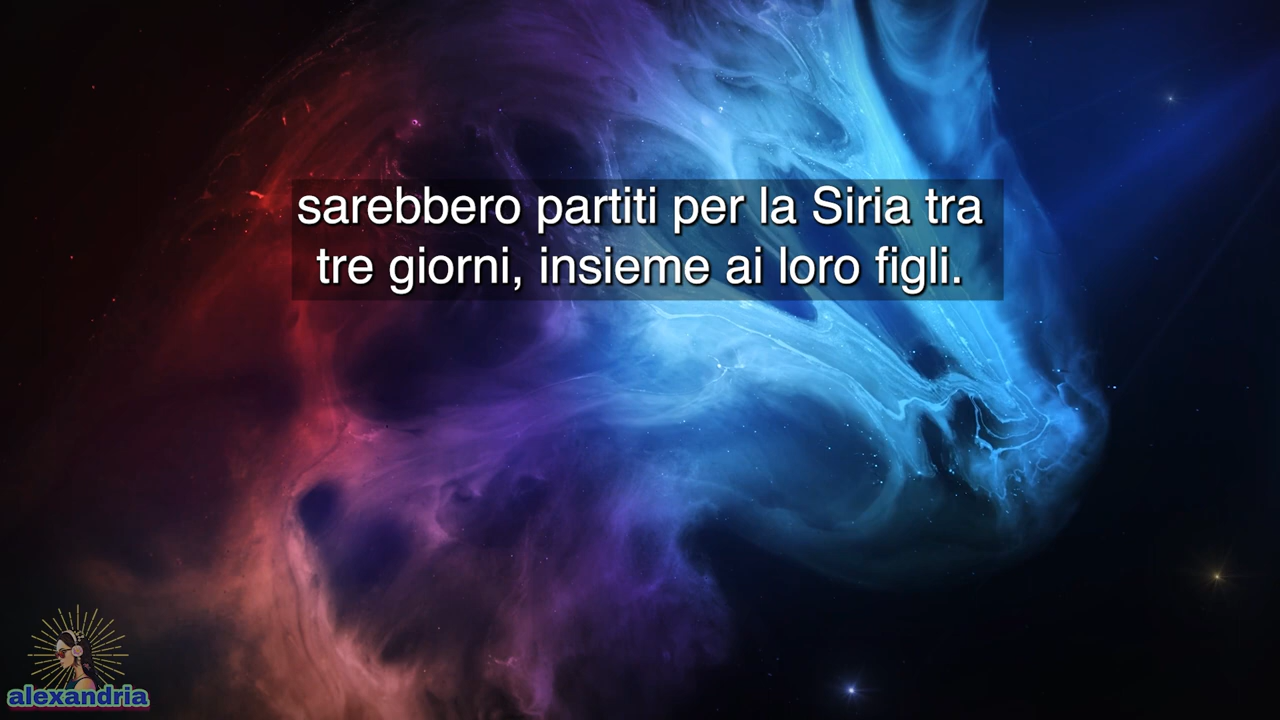 sarebbero partiti per la Siria tra
tre giorni, insieme ai loro figli.
alexandria